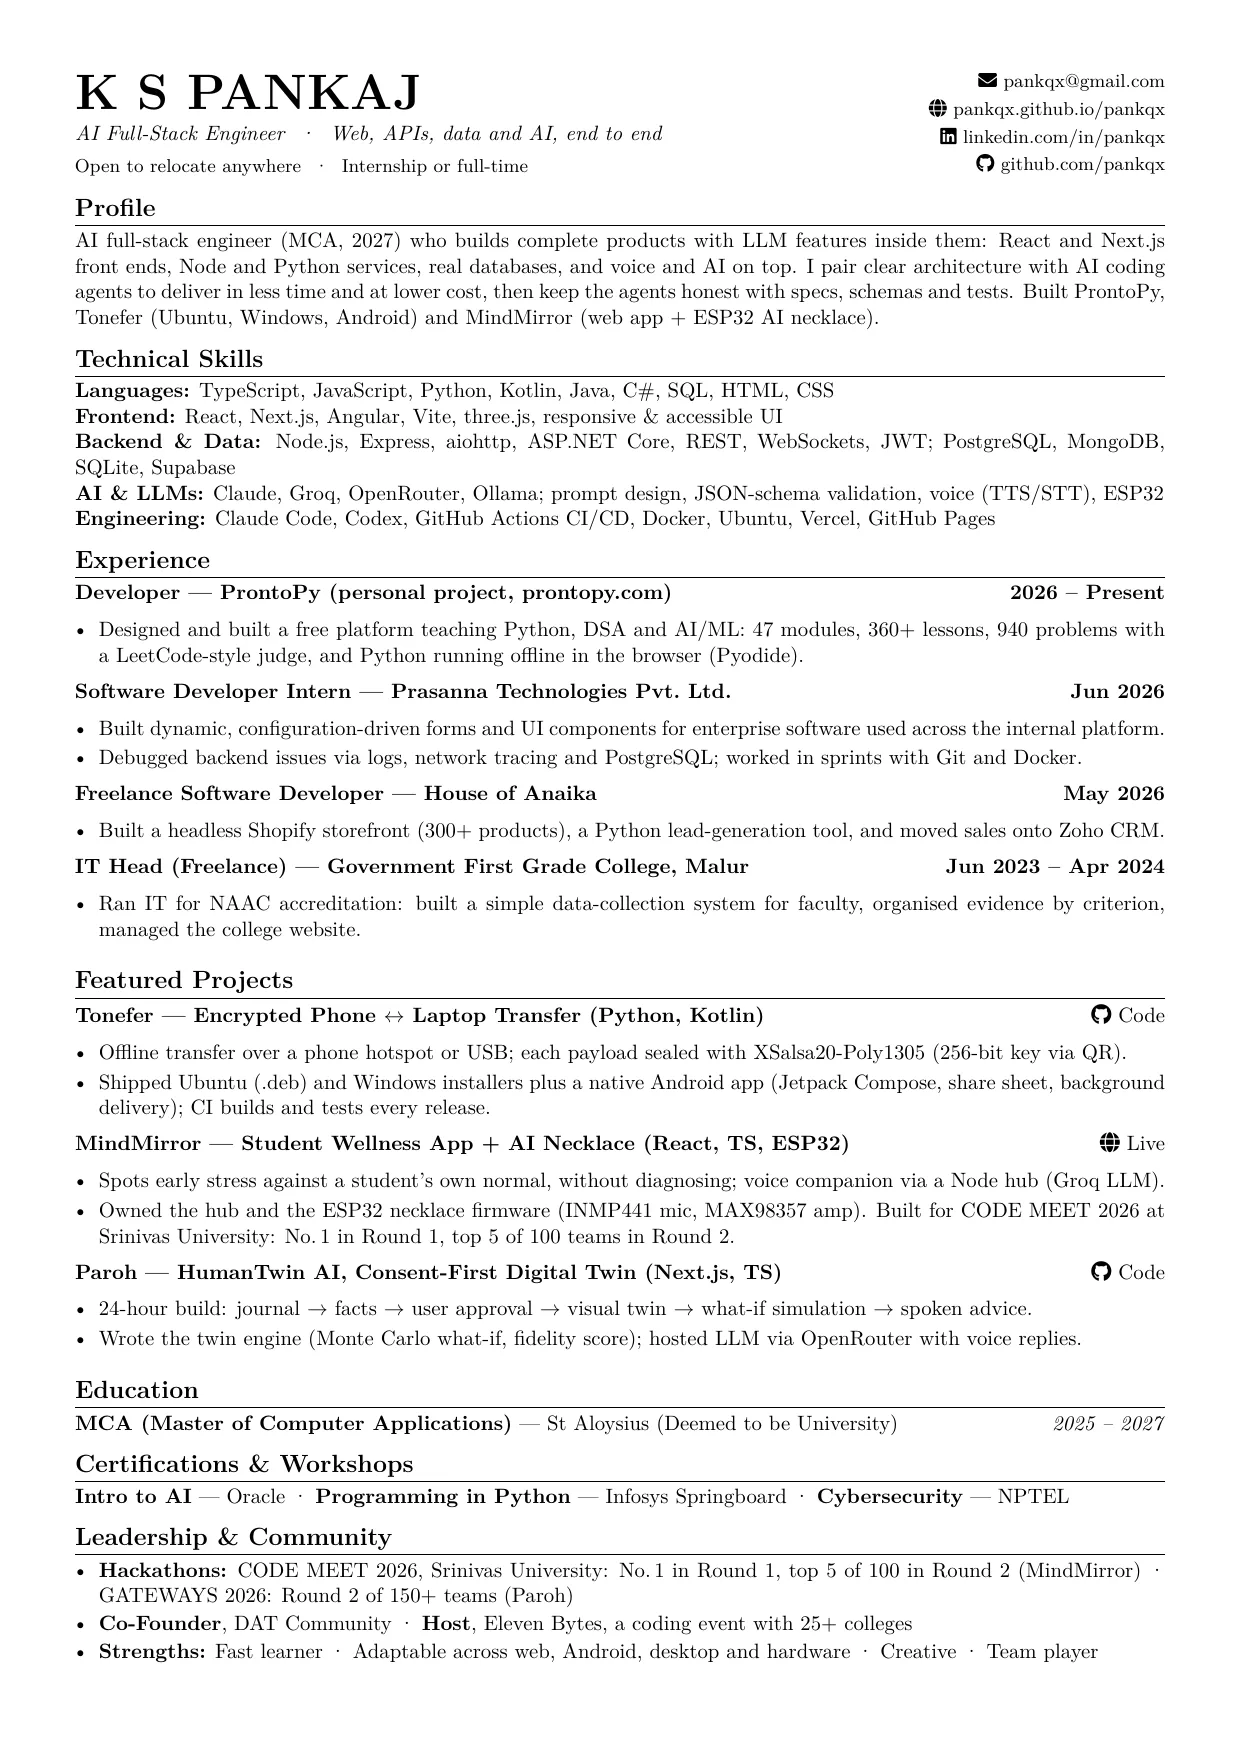 K S PANKAJ
AI Full-Stack Engineer · Web, APIs, data and AI, end to end
Open to relocate anywhere · Internship or full-time
pankqx@gmail.com
pankqx.github.io/pankqx
linkedin.com/in/pankqx
github.com/pankqx
Profile
AI full-stack engineer (MCA, 2027) who builds complete products with LLM features inside them: React and Next.js
front ends, Node and Python services, real databases, and voice and AI on top. I pair clear architecture with AI coding
agents to deliver in less time and at lower cost, then keep the agents honest with specs, schemas and tests. Built ProntoPy,
Tonefer (Ubuntu, Windows, Android) and MindMirror (web app + ESP32 AI necklace).
Technical Skills
Languages: TypeScript, JavaScript, Python, Kotlin, Java, C#, SQL, HTML, CSS
Frontend: React, Next.js, Angular, Vite, three.js, responsive & accessible UI
Backend & Data: Node.js, Express, aiohttp, ASP.NET Core, REST, WebSockets, JWT; PostgreSQL, MongoDB,
SQLite, Supabase
AI & LLMs: Claude, Groq, OpenRouter, Ollama; prompt design, JSON-schema validation, voice (TTS/STT), ESP32
Engineering: Claude Code, Codex, GitHub Actions CI/CD, Docker, Ubuntu, Vercel, GitHub Pages
Experience
Developer — ProntoPy (personal project, prontopy.com) 2026 – Present
• Designed and built a free platform teaching Python, DSA and AI/ML: 47 modules, 360+ lessons, 940 problems with
a LeetCode-style judge, and Python running offline in the browser (Pyodide).
Software Developer Intern — Prasanna Technologies Pvt. Ltd. Jun 2026
• Built dynamic, configuration-driven forms and UI components for enterprise software used across the internal platform.
• Debugged backend issues via logs, network tracing and PostgreSQL; worked in sprints with Git and Docker.
Freelance Software Developer — House of Anaika May 2026
• Built a headless Shopify storefront (300+ products), a Python lead-generation tool, and moved sales onto Zoho CRM.
IT Head (Freelance) — Government First Grade College, Malur Jun 2023 – Apr 2024
• Ran IT for NAAC accreditation: built a simple data-collection system for faculty, organised evidence by criterion,
managed the college website.
Featured Projects
Tonefer — Encrypted Phone ↔ Laptop Transfer (Python, Kotlin) Code
• Offline transfer over a phone hotspot or USB; each payload sealed with XSalsa20-Poly1305 (256-bit key via QR).
• Shipped Ubuntu (.deb) and Windows installers plus a native Android app (Jetpack Compose, share sheet, background
delivery); CI builds and tests every release.
MindMirror — Student Wellness App + AI Necklace (React, TS, ESP32) Live
• Spots early stress against a student's own normal, without diagnosing; voice companion via a Node hub (Groq LLM).
• Owned the hub and the ESP32 necklace firmware (INMP441 mic, MAX98357 amp). Built for CODE MEET 2026 at
Srinivas University: No. 1 in Round 1, top 5 of 100 teams in Round 2.
Paroh — HumanTwin AI, Consent-First Digital Twin (Next.js, TS) Code
• 24-hour build: journal → facts → user approval → visual twin → what-if simulation → spoken advice.
• Wrote the twin engine (Monte Carlo what-if, fidelity score); hosted LLM via OpenRouter with voice replies.
Education
MCA (Master of Computer Applications) — St Aloysius (Deemed to be University) 2025 – 2027
Certifications & Workshops
Intro to AI — Oracle · Programming in Python — Infosys Springboard · Cybersecurity — NPTEL
Leadership & Community
• Hackathons: CODE MEET 2026, Srinivas University: No. 1 in Round 1, top 5 of 100 in Round 2 (MindMirror) ·
GATEWAYS 2026: Round 2 of 150+ teams (Paroh)
• Co-Founder, DAT Community · Host, Eleven Bytes, a coding event with 25+ colleges
• Strengths: Fast learner · Adaptable across web, Android, desktop and hardware · Creative · Team player